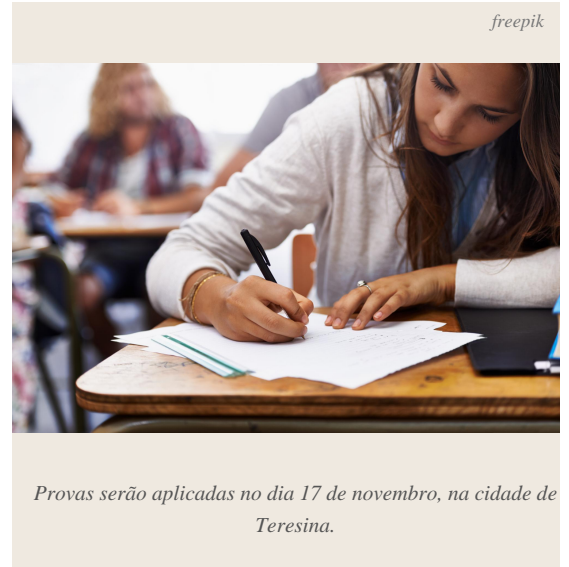 freepik
Provas serão aplicadas no dia 17 de novembro, na cidade de
Teresina.